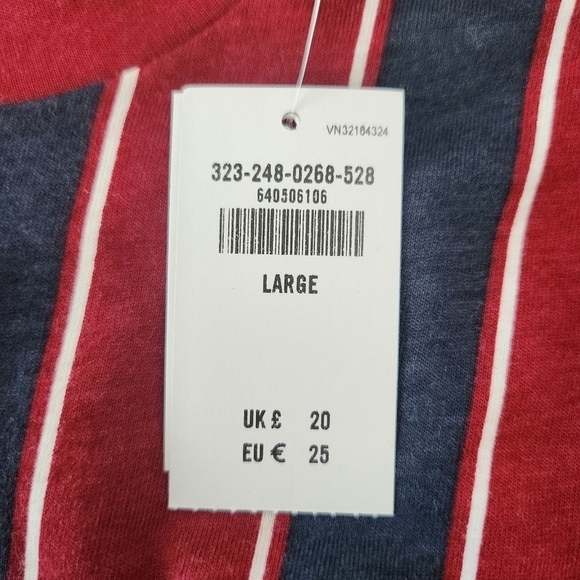 VN32164324
323-248-0268-528
640506106
LARGE
UK £ 20
EU € 25